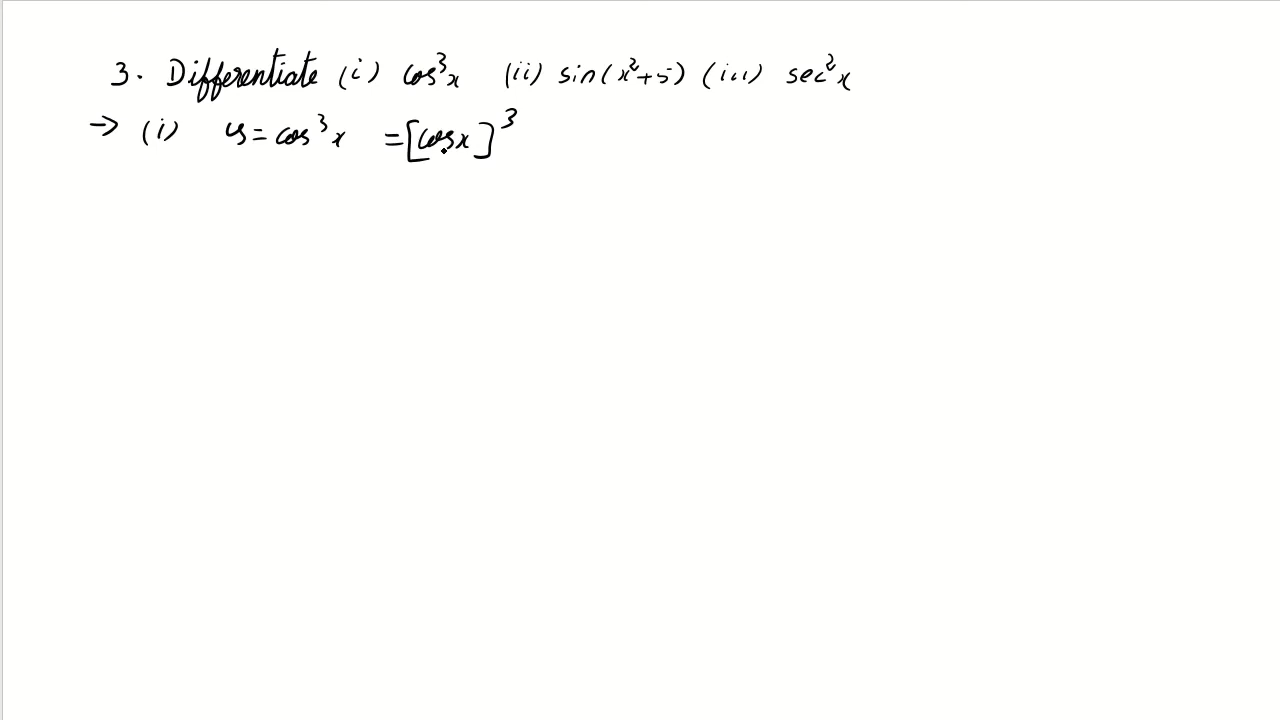 3. Differentiate (i) cos³x (ii) sin(x²+5) (iii) sec²x
→ (i) y = cos³x = [cosx]³